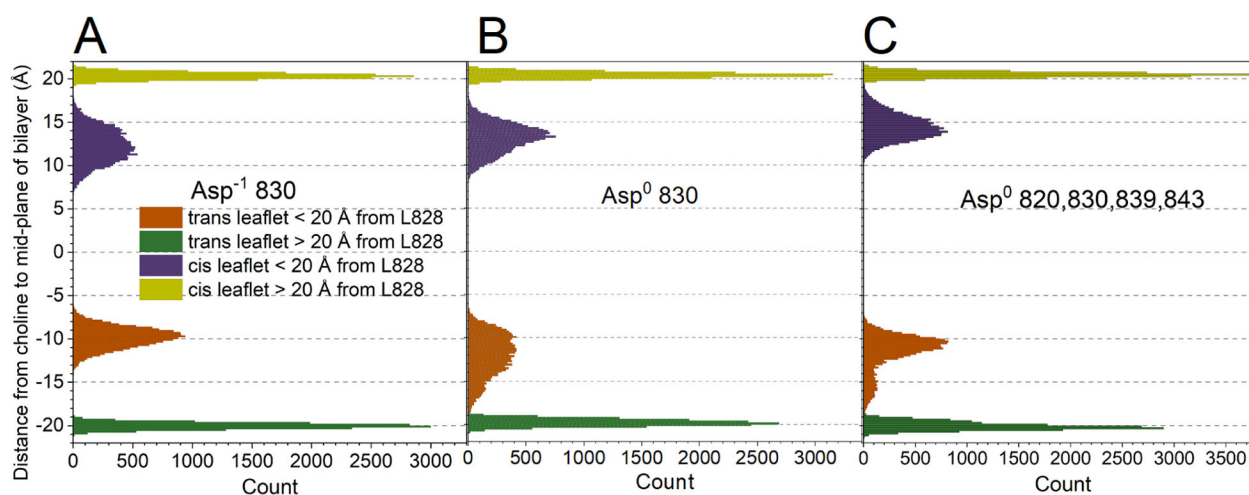 A
B
C
Distance from choline to mid-plane of bilayer (Å)
20
15
10
5
0
-5
-10
-15
-20
Asp⁻¹ 830
trans leaflet < 20 Å from L828
trans leaflet > 20 Å from L828
cis leaflet < 20 Å from L828
cis leaflet > 20 Å from L828
Asp⁰ 830
Asp⁰ 820,830,839,843
0 500 1000 1500 2000 2500 3000
0 500 1000 1500 2000 2500 3000
0 500 1000 1500 2000 2500 3000 3500
Count
Count
Count